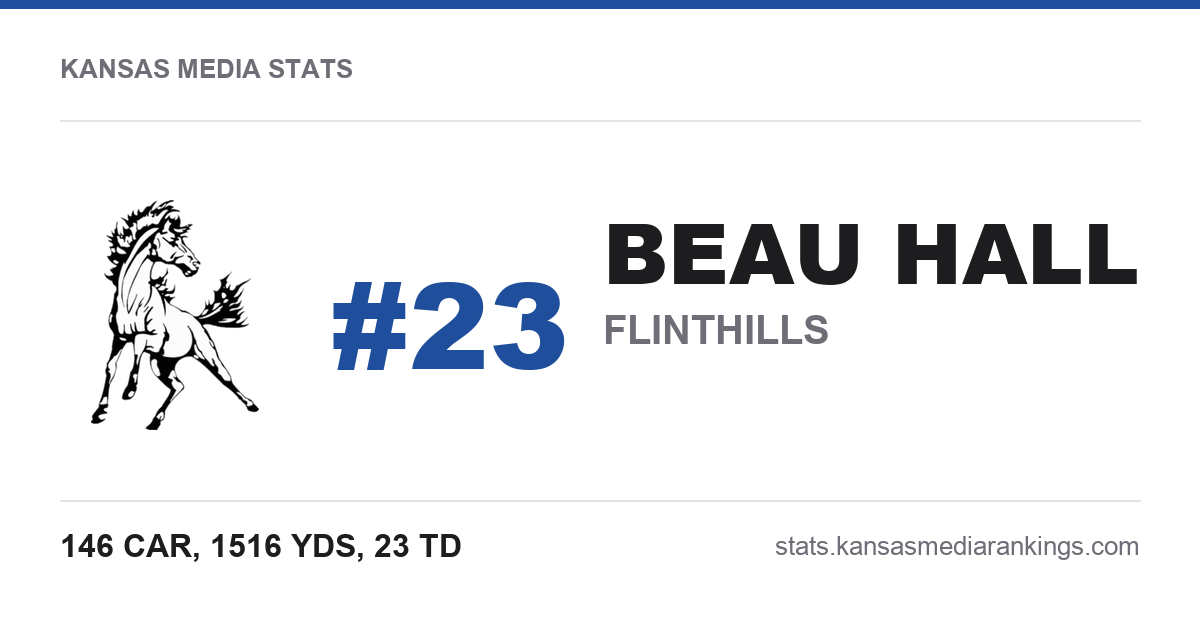 KANSAS MEDIA STATS
#23
BEAU HALL
FLINTHILLS
146 CAR, 1516 YDS, 23 TD
stats.kansasmediarankings.com